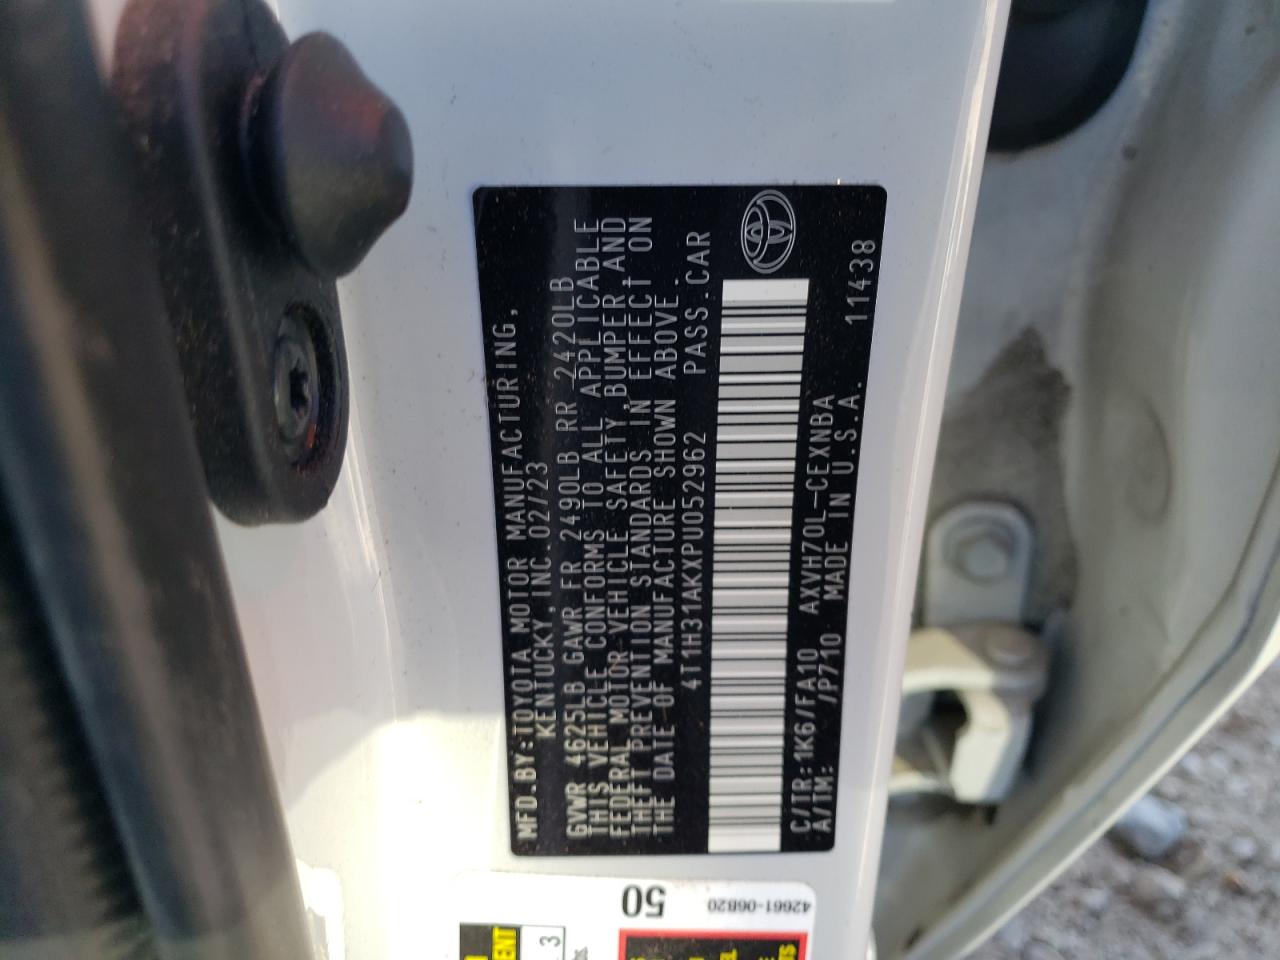 MFD.BY:TOYOTA MOTOR MANUFACTURING,
KENTUCKY,INC. 02/23
GVWR 4625LB GAWR FR 2490LB RR 2420LB
THIS VEHICLE CONFORMS TO ALL APPLICABLE
FEDERAL MOTOR VEHICLE SAFETY,BUMPER,AND
THEFT PREVENTION STANDARDS IN EFFECT ON
THE DATE OF MANUFACTURE SHOWN ABOVE.
4T1H31AKXPU052962 PASS.CAR
C/TR:1K6/FA10 AXVH70L-CEXNBA
A/TM: /P710 MADE IN U.S.A. 11438
50
42661-06B20